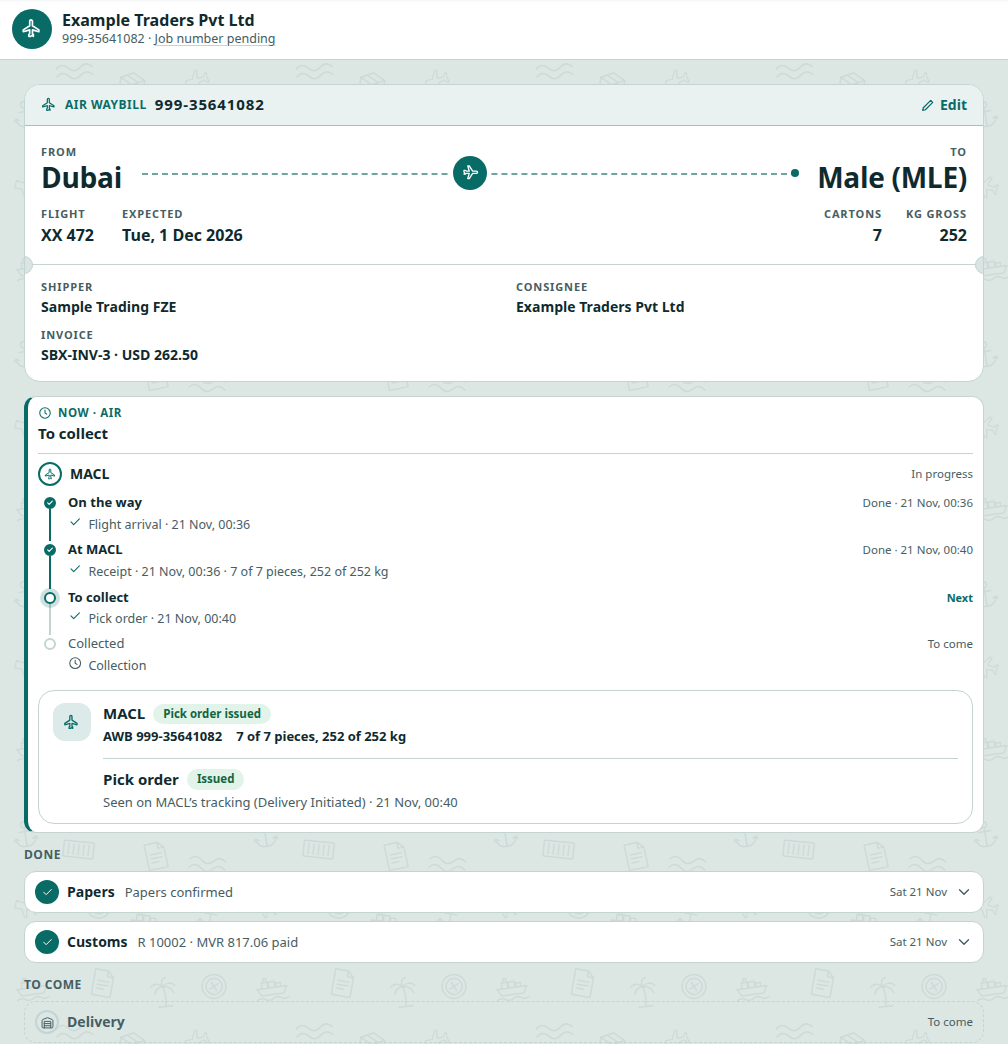 Example Traders Pvt Ltd
999-35641082 · Job number pending
AIR WAYBILL 999-35641082
Edit
FROM
TO
Dubai
Male (MLE)
FLIGHT EXPECTED
CARTONS KG GROSS
XX 472 Tue, 1 Dec 2026
7 252
SHIPPER
CONSIGNEE
Sample Trading FZE
Example Traders Pvt Ltd
INVOICE
SBX-INV-3 · USD 262.50
NOW · AIR
To collect
MACL
In progress
On the way
Done · 21 Nov, 00:36
Flight arrival · 21 Nov, 00:36
At MACL
Done · 21 Nov, 00:40
Receipt · 21 Nov, 00:36 · 7 of 7 pieces, 252 of 252 kg
To collect
Next
Pick order · 21 Nov, 00:40
Collected
To come
Collection
MACL Pick order issued
AWB 999-35641082 7 of 7 pieces, 252 of 252 kg
Pick order Issued
Seen on MACL’s tracking (Delivery Initiated) · 21 Nov, 00:40
DONE
Papers Papers confirmed
Sat 21 Nov
Customs R 10002 · MVR 817.06 paid
Sat 21 Nov
TO COME
Delivery
To come